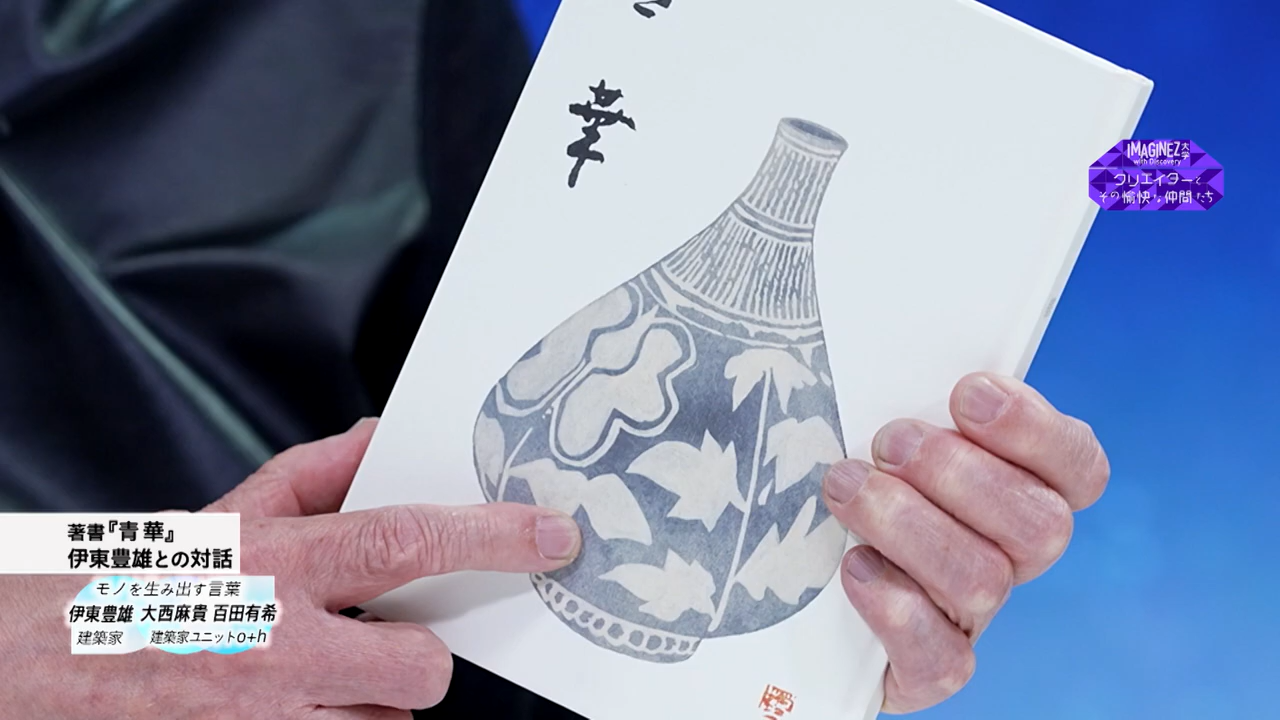 華
IMAGINEZ大学
with Discovery
クリエイターと
その愉快な仲間たち
著書『青華』
伊東豊雄との対話
モノを生み出す言葉
伊東豊雄 大西麻貴 百田有希
建築家 建築家ユニットo+h